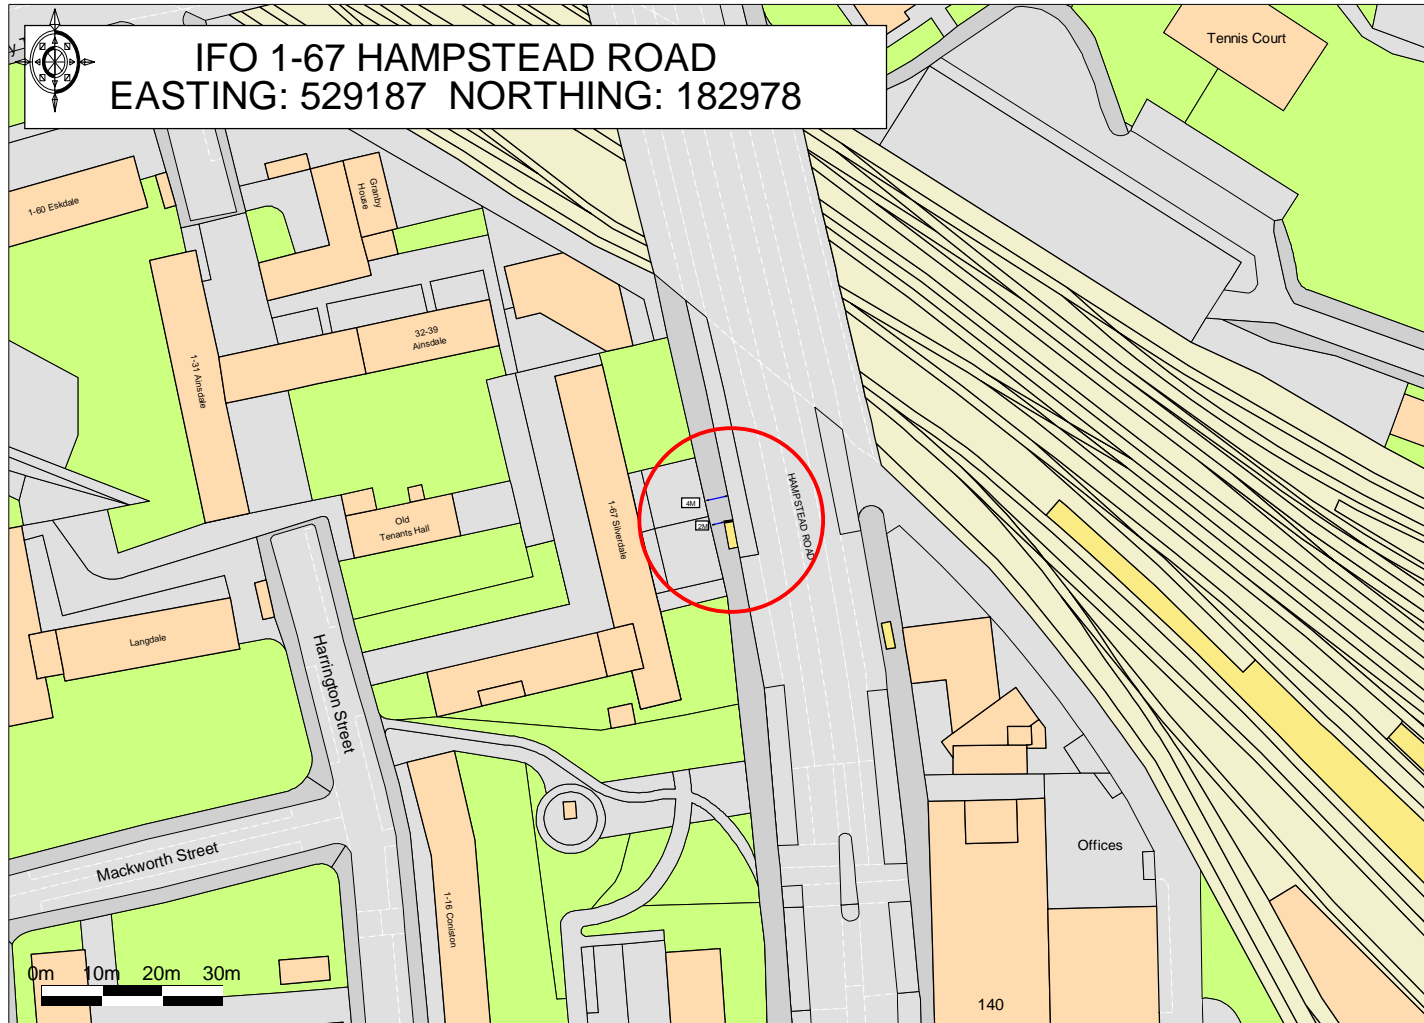 IFO 1-67 HAMPSTEAD ROAD
EASTING: 529187 NORTHING: 182978
Tennis Court
1-60 Eskdale
Granby
House
32-39
Ainsdale
1-31 Ainsdale
HAMPSTEAD ROAD
4M
2M
1-67 Silverdale
Old
Tenants Hall
Langdale
Harrington Street
Mackworth Street
Offices
1-16 Coniston
0m 10m 20m 30m
140